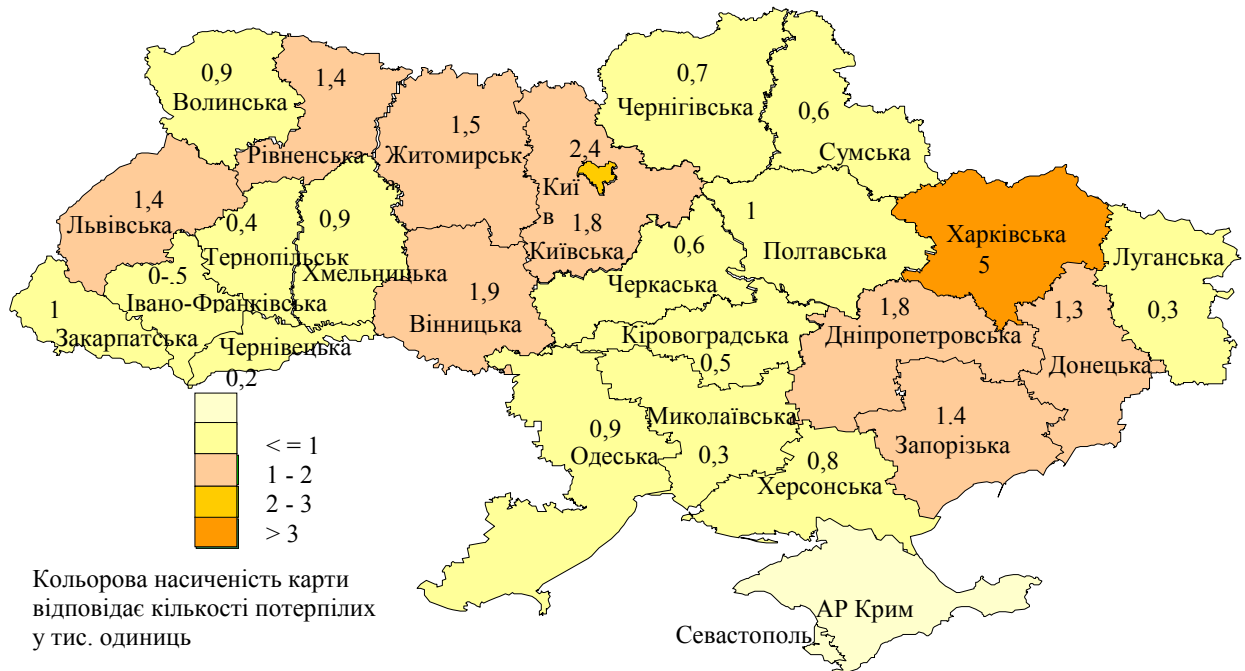 0,9
Волинська
1,4
Рівненська
1,5
Житомирськ
а
2,4
Киї
в
1,8
Київська
0,7
Чернігівська
0,6
Сумська
1,4
Львівська
0,4
Тернопільськ
0,9
Хмельницька
0-.5
Івано-Франківська
1
Закарпатська
Чернівецька
0,2
1,9
Вінницька
0,6
Черкаська
1
Полтавська
Харківська
5
Луганська
0,3
Кіровоградська
0,5
1,8
Дніпропетровська
1,3
Донецька
Миколаївська
0,3
0,9
Одеська
0,8
Херсонська
1.4
Запорізька
АР Крим
Севастополь
< = 1
1 - 2
2 - 3
> 3
Кольорова насиченість карти
відповідає кількості потерпілих
у тис. одиниць